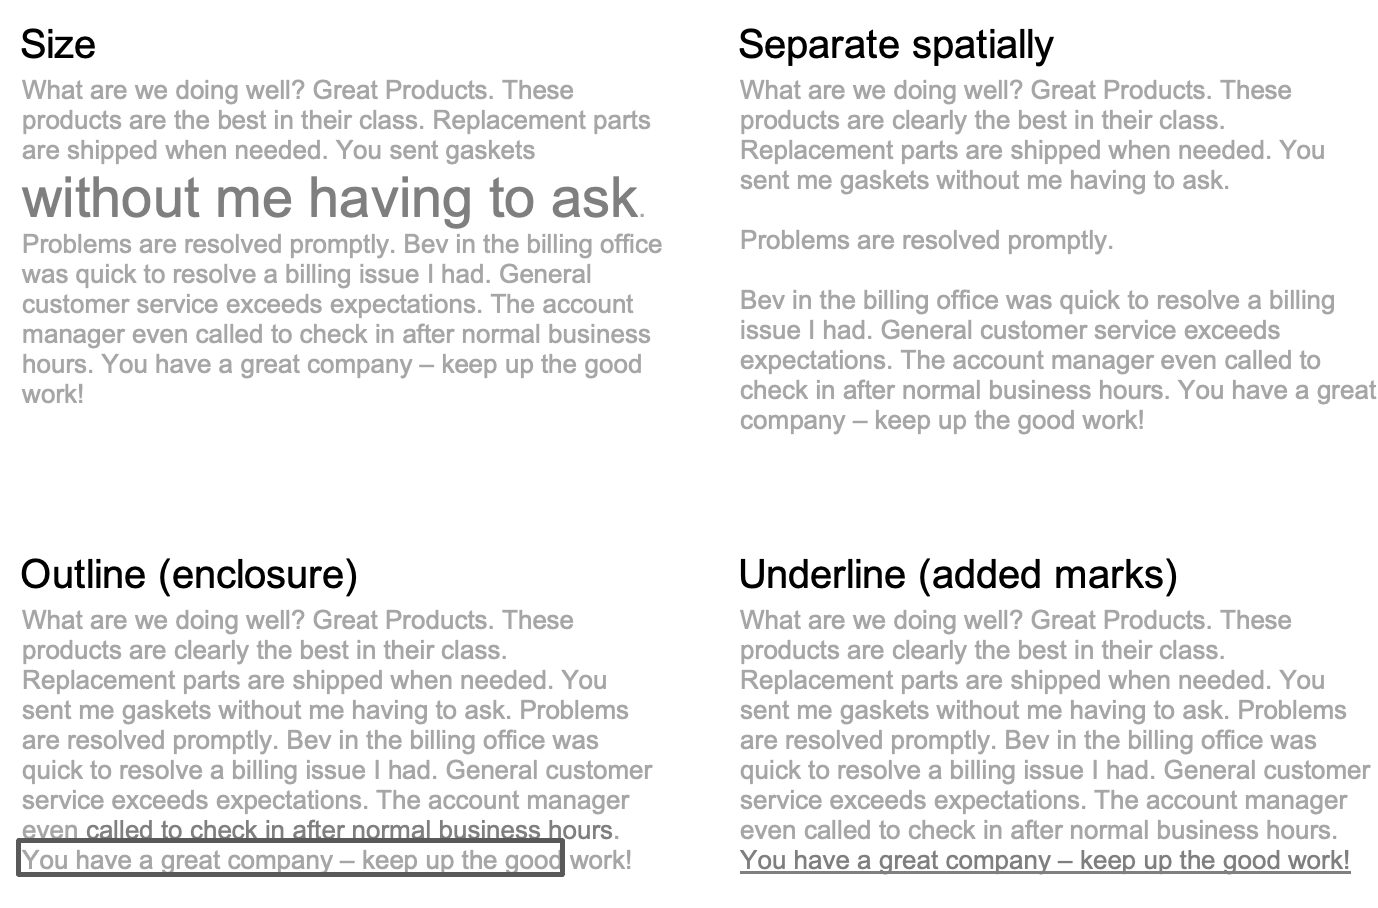 Size
What are we doing well? Great Products. These
products are the best in their class. Replacement parts
are shipped when needed. You sent gaskets
without me having to ask.
Problems are resolved promptly. Bev in the billing office
was quick to resolve a billing issue I had. General
customer service exceeds expectations. The account
manager even called to check in after normal business
hours. You have a great company – keep up the good
work!
Separate spatially
What are we doing well? Great Products. These
products are clearly the best in their class.
Replacement parts are shipped when needed. You
sent me gaskets without me having to ask.
Problems are resolved promptly.
Bev in the billing office was quick to resolve a billing
issue I had. General customer service exceeds
expectations. The account manager even called to
check in after normal business hours. You have a great
company – keep up the good work!
Outline (enclosure)
What are we doing well? Great Products. These
products are clearly the best in their class.
Replacement parts are shipped when needed. You
sent me gaskets without me having to ask. Problems
are resolved promptly. Bev in the billing office was
quick to resolve a billing issue I had. General customer
service exceeds expectations. The account manager
even called to check in after normal business hours.
You have a great company – keep up the good work!
Underline (added marks)
What are we doing well? Great Products. These
products are clearly the best in their class.
Replacement parts are shipped when needed. You
sent me gaskets without me having to ask. Problems
are resolved promptly. Bev in the billing office was
quick to resolve a billing issue I had. General customer
service exceeds expectations. The account manager
even called to check in after normal business hours.
You have a great company – keep up the good work!